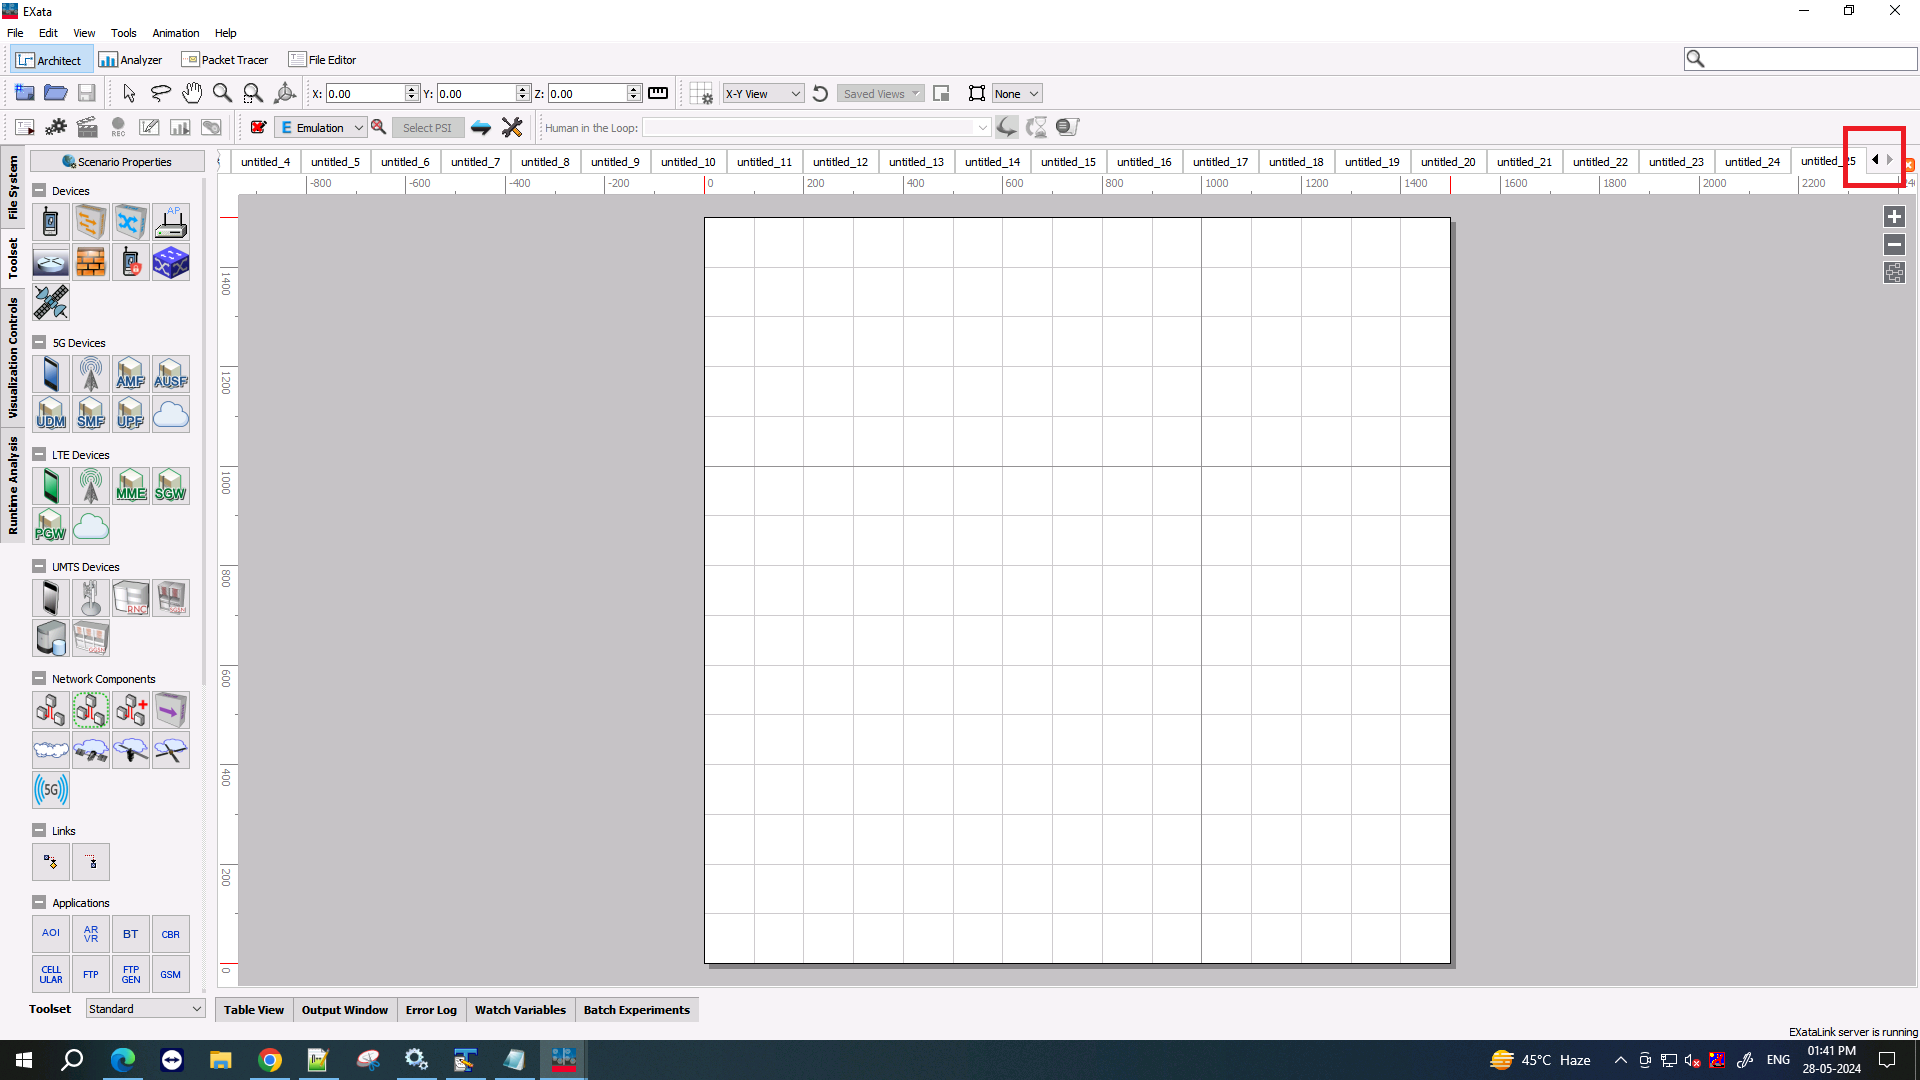 EXata
File Edit View Tools Animation Help
Architect Analyzer Packet Tracer File Editor
X: 0.00 Y: 0.00 Z: 0.00 X-Y View Saved Views None
REC E Emulation Select PSI Human in the Loop:
Scenario Properties untitled_4 untitled_5 untitled_6 untitled_7 untitled_8 untitled_9 untitled_10 untitled_11 untitled_12 untitled_13 untitled_14 untitled_15 untitled_16 untitled_17 untitled_18 untitled_19 untitled_20 untitled_21 untitled_22 untitled_23 untitled_24 untitled_25
-800 -600 -400 -200 0 200 400 600 800 1000 1200 1400 1600 1800 2000 2200
File System
Toolset
Visualization Controls
Runtime Analysis
Devices
AP
5G Devices
AMF AUSF
UDM SMF UPF
LTE Devices
MME SGW
PGW
UMTS Devices
RNC SGSN
GGSN
Network Components
5G
Links
Applications
AOI AR VR BT CBR
CELL ULAR FTP FTP GEN GSM
1400
1200
1000
800
600
400
200
0
Toolset Standard Table View Output Window Error Log Watch Variables Batch Experiments
EXataLink server is running
45°C Haze ENG 01:41 PM
28-05-2024